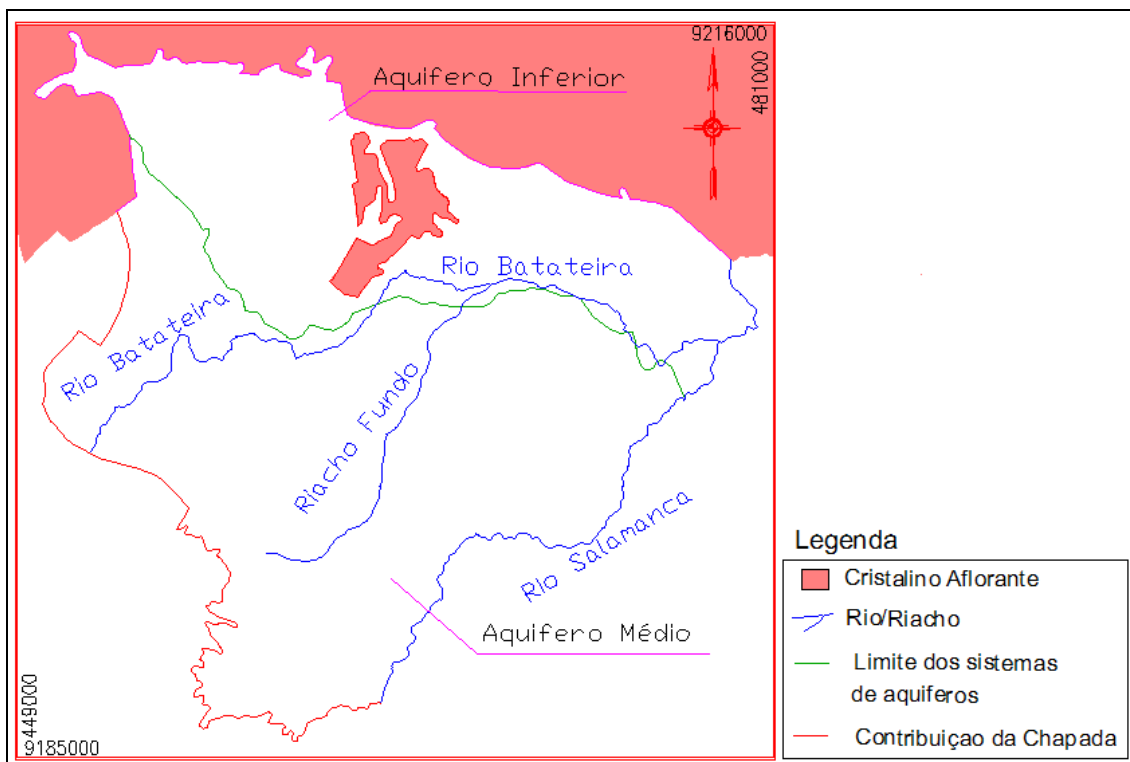 9216000
481000
Aquifero Inferior
Rio Batateira
Rio Batateira
Riacho Fundo
Rio Salamanca
Aquifero Médio
449000
9185000
Legenda
Cristalino Aflorante
Rio/Riacho
Limite dos sistemas
de aquiferos
Contribuiçao da Chapada